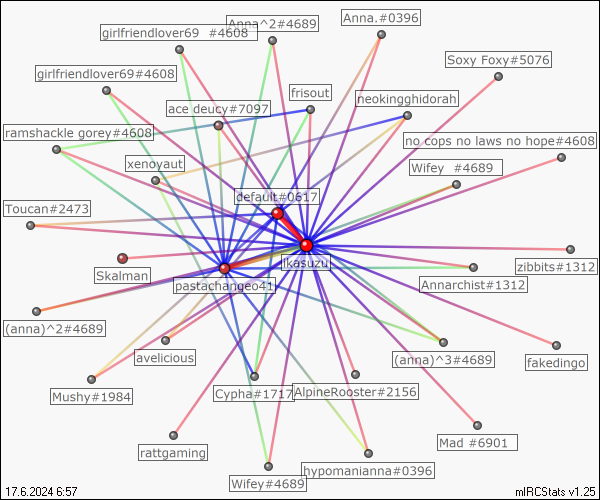 Anna^2#4689
Anna.#0396
girlfriendlover69 #4608
Soxy Foxy#5076
girlfriendlover69#4608
frisout
neokingghidorah
ace deucy#7097
ramshackle gorey#4608
no cops no laws no hope#4608
xenoyaut
Wifey #4689
default#0617
Toucan#2473
ikasuzu
zibbits#1312
Skalman
pastachangeo41
Annarchist#1312
(anna)^2#4689
avelicious
(anna)^3#4689
fakedingo
Mushy#1984
Cypha#1717
AlpineRooster#2156
rattgaming
Mad #6901
hypomanianna#0396
Wifey#4689
17.6.2024 6:57
mIRCStats v1.25